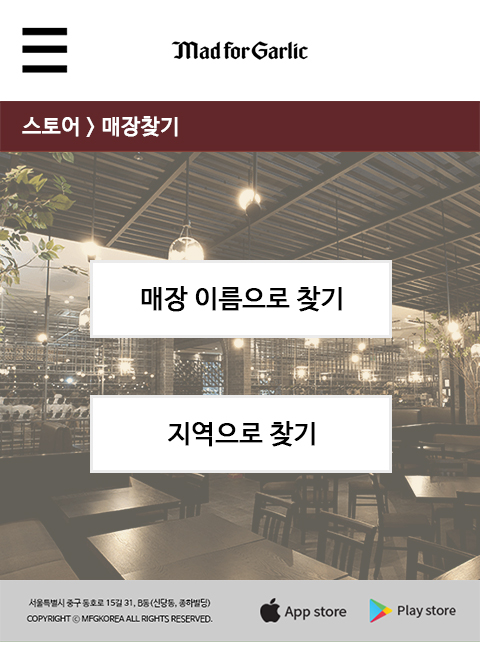 Mad for Garlic
스토어 > 매장찾기
매장 이름으로 찾기
지역으로 찾기
서울특별시 중구 동호로 15길 31, B동(신당동, 종하빌딩)
COPYRIGHT ⓒ MFGKOREA ALL RIGHTS RESERVED.
App store
Play store